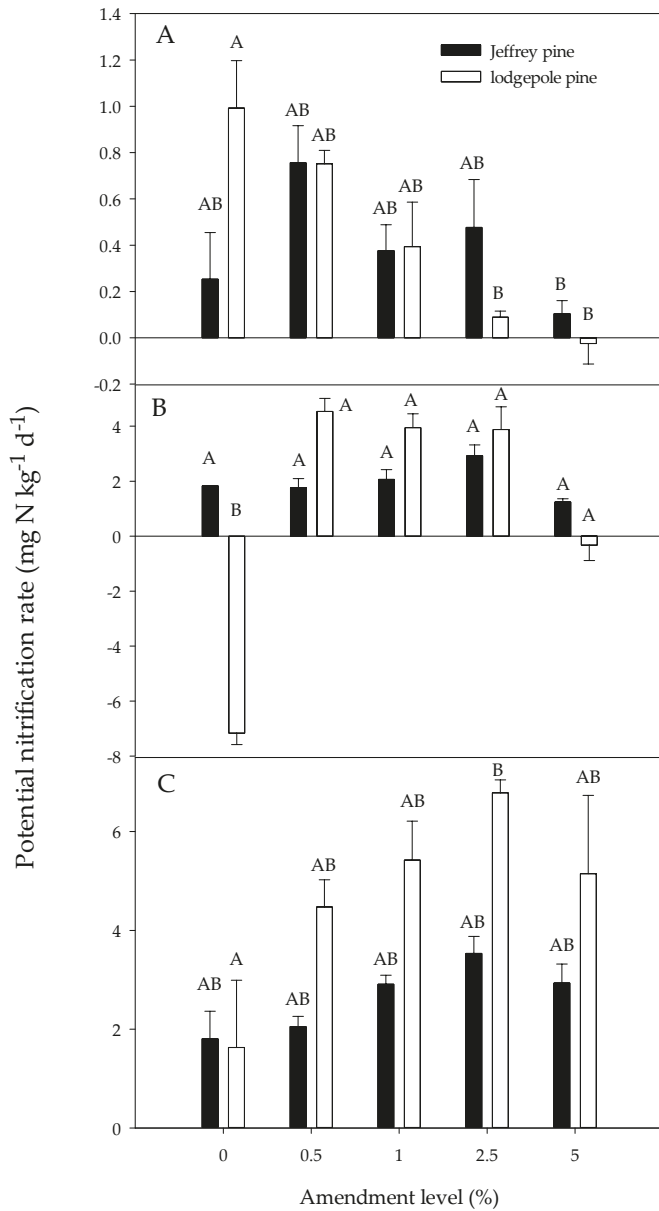 1.4
A
A
Jeffrey pine
lodgepole pine
1.2
1.0
0.8
0.6
0.4
0.2
0.0
-0.2
AB
AB
AB
AB
AB
AB
B
B
B
B
4
2
0
-2
-4
-6
-8
A
B
A
A
A
A
A
A
A
A
C
6
4
2
0
AB
A
AB
AB
AB
AB
AB
B
AB
AB
0
0.5
1
2.5
5
Amendment level (%)
Potential nitrification rate (mg N kg-1 d-1)